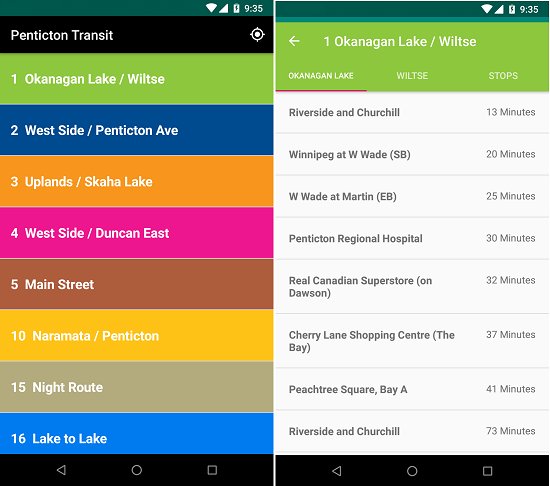 9:35
Penticton Transit
1 Okanagan Lake / Wiltse
2 West Side / Penticton Ave
3 Uplands / Skaha Lake
4 West Side / Duncan East
5 Main Street
10 Naramata / Penticton
15 Night Route
16 Lake to Lake
9:35
1 Okanagan Lake / Wiltse
OKANAGAN LAKE WILTSE STOPS
Riverside and Churchill 13 Minutes
Winnipeg at W Wade (SB) 20 Minutes
W Wade at Martin (EB) 25 Minutes
Penticton Regional Hospital 30 Minutes
Real Canadian Superstore (on 32 Minutes
Dawson)
Cherry Lane Shopping Centre (The 37 Minutes
Bay)
Peachtree Square, Bay A 41 Minutes
Riverside and Churchill 73 Minutes